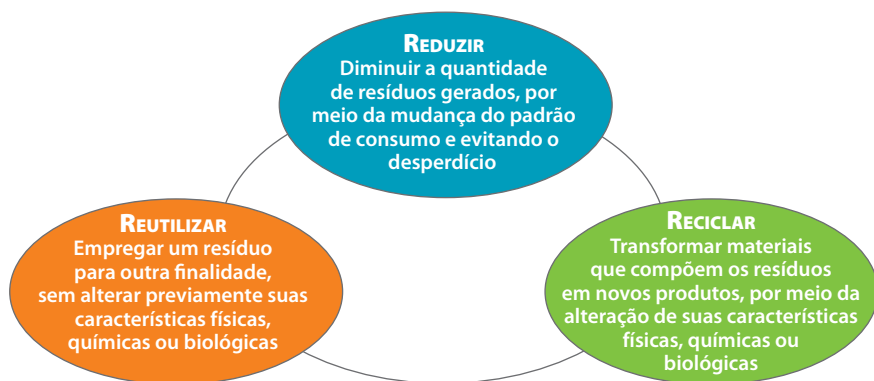 REDUZIR
Diminuir a quantidade
de resíduos gerados, por
meio da mudança do padrão
de consumo e evitando o
desperdício
REUTILIZAR
Empregar um resíduo
para outra finalidade,
sem alterar previamente suas
características físicas,
químicas ou biológicas
RECICLAR
Transformar materiais
que compõem os resíduos
em novos produtos, por meio da
alteração de suas características
físicas, químicas ou
biológicas